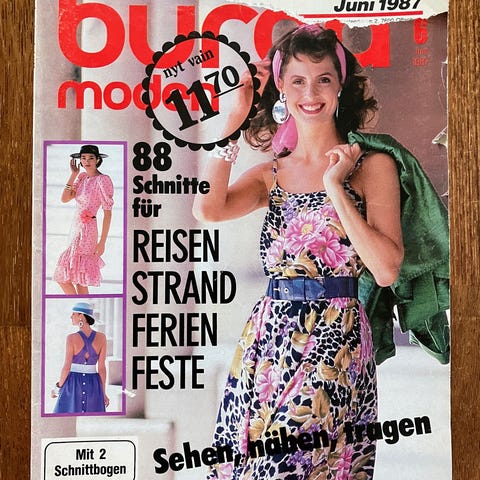 Juni 1987
burda
moden
nyt vain
11.70
88
Schnitte
für
REISEN
STRAND
FERIEN
FESTE
Sehen, nähen, tragen
Mit 2
Schnittbogen